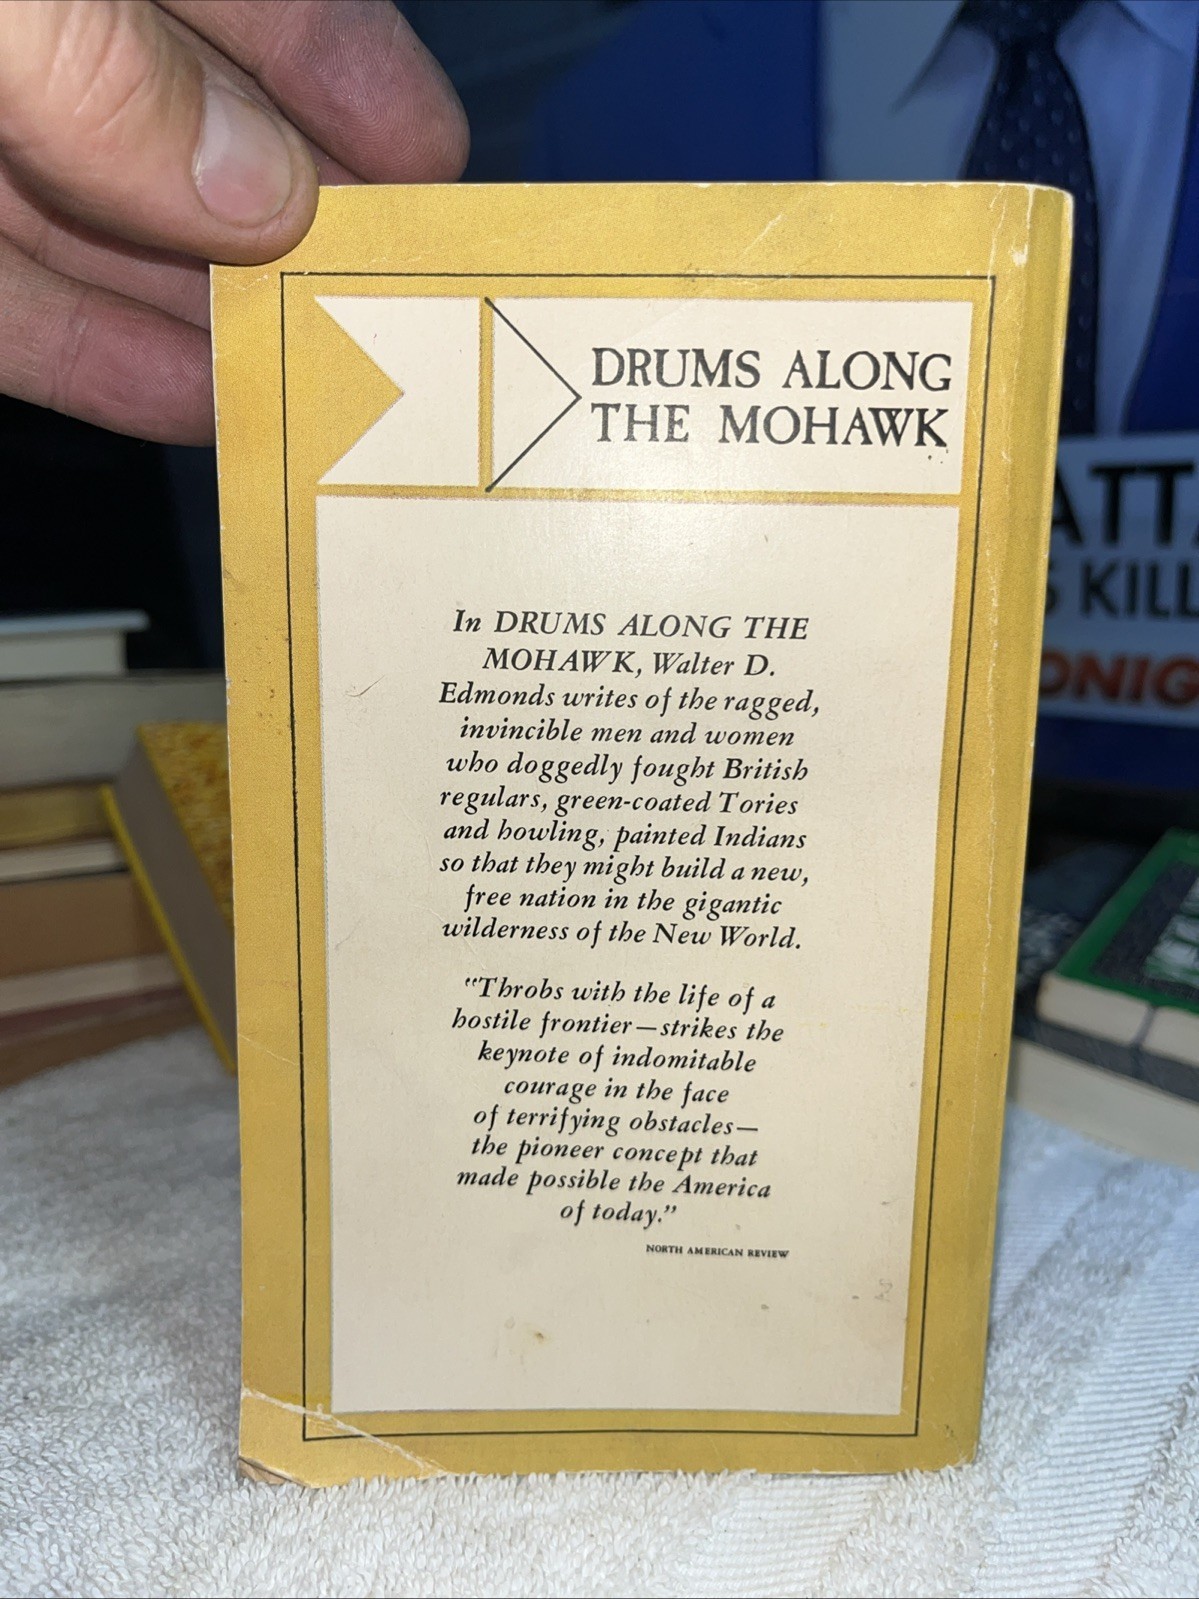 DRUMS ALONG
THE MOHAWK
In DRUMS ALONG THE
MOHAWK, Walter D.
Edmonds writes of the ragged,
invincible men and women
who doggedly fought British
regulars, green-coated Tories
and howling, painted Indians
so that they might build a new,
free nation in the gigantic
wilderness of the New World.
"Throbs with the life of a
hostile frontier—strikes the
keynote of indomitable
courage in the face
of terrifying obstacles—
the pioneer concept that
made possible the America
of today."
NORTH AMERICAN REVIEW
ATTA
S KILL
ONIG